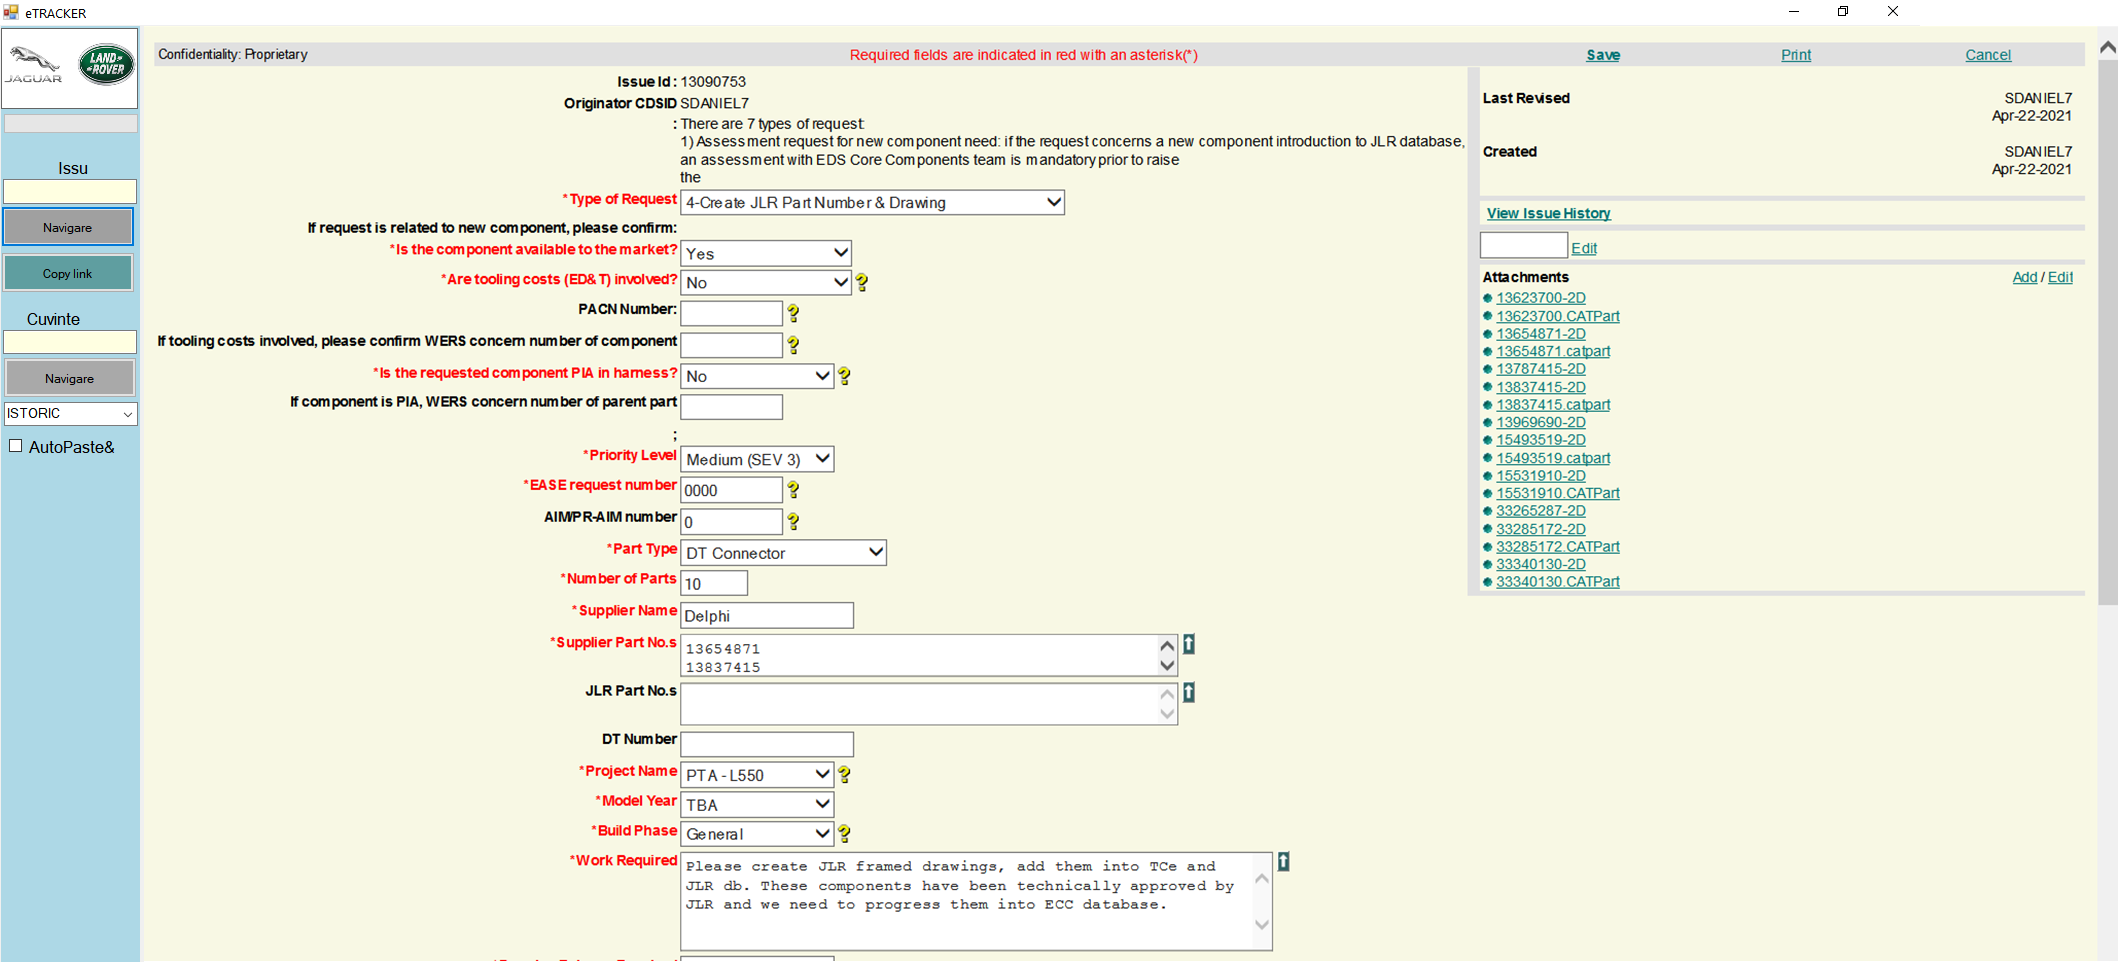 eTRACKER
JAGUAR
LAND
ROVER
Issu
Navigare
Copy link
Cuvinte
Navigare
ISTORIC
AutoPaste&
Confidentiality: Proprietary
Required fields are indicated in red with an asterisk(*)
Save
Print
Cancel
Issue Id : 13090753
Originator CDSID SDANIEL7
: There are 7 types of request:
1) Assessment request for new component need: if the request concerns a new component introduction to JLR database,
an assessment with EDS Core Components team is mandatory prior to raise
the
*Type of Request 4-Create JLR Part Number & Drawing
If request is related to new component, please confirm:
*Is the component available to the market? Yes
*Are tooling costs (ED&T) involved? No ?
PACN Number: ?
If tooling costs involved, please confirm WERS concern number of component ?
*Is the requested component PIA in harness? No ?
If component is PIA, WERS concern number of parent part
;
*Priority Level Medium (SEV 3)
*EASE request number 0000 ?
AIM/PR-AIM number 0 ?
*Part Type DT Connector
*Number of Parts 10
*Supplier Name Delphi
*Supplier Part No.s 13654871
13837415
JLR Part No.s
DT Number
*Project Name PTA - L550 ?
*Model Year TBA
*Build Phase General ?
*Work Required Please create JLR framed drawings, add them into TCe and
JLR db. These components have been technically approved by
JLR and we need to progress them into ECC database.
Last Revised SDANIEL7
Apr-22-2021
Created SDANIEL7
Apr-22-2021
View Issue History
Edit
Attachments Add / Edit
13623700-2D
13623700.CATPart
13654871-2D
13654871.catpart
13787415-2D
13837415-2D
13837415.catpart
13969690-2D
15493519-2D
15493519.catpart
15531910-2D
15531910.CATPart
33265287-2D
33285172-2D
33285172.CATPart
33340130-2D
33340130.CATPart